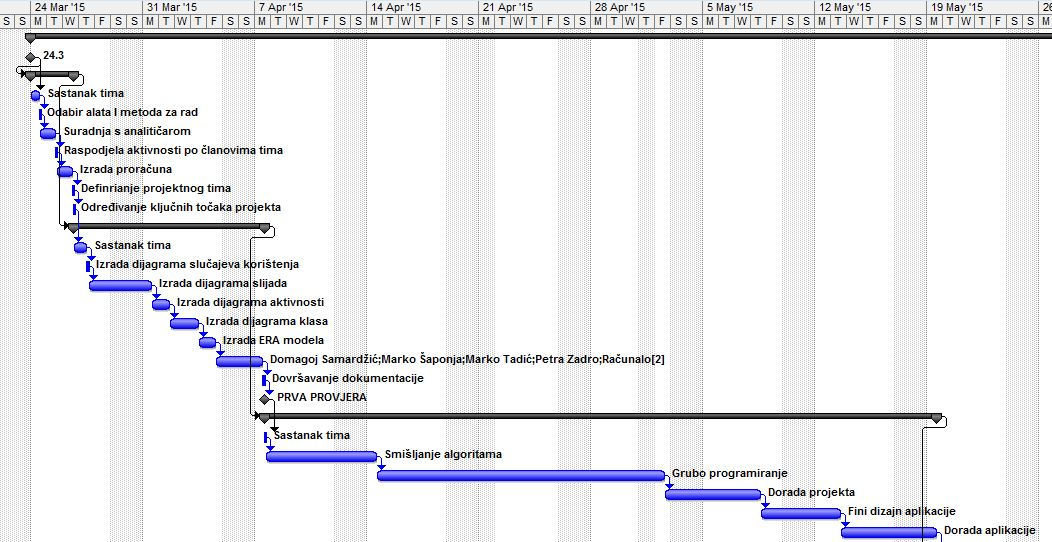 24 Mar '15 31 Mar '15 7 Apr '15 14 Apr '15 21 Apr '15 28 Apr '15 5 May '15 12 May '15 19 May '15 26
S S M T W T F S S M T W T F S S M T W T F S S M T W T F S S M T W T F S S M T W T F S S M T W T F S S M T W T F S S M T W T F S S M
24.3
Sastanak tima
Odabir alata I metoda za rad
Suradnja s analitičarom
Raspodjela aktivnosti po članovima tima
Izrada proračuna
Definrianje projektnog tima
Određivanje ključnih točaka projekta
Sastanak tima
Izrada dijagrama slučajeva korištenja
Izrada dijagrama slijada
Izrada dijagrama aktivnosti
Izrada dijagrama klasa
Izrada ERA modela
Domagoj Samardžić;Marko Šaponja;Marko Tadić;Petra Zadro;Računalo[2]
Dovršavanje dokumentacije
PRVA PROVJERA
Sastanak tima
Smišljanje algoritama
Grubo programiranje
Dorada projekta
Fini dizajn aplikacije
Dorada aplikacije